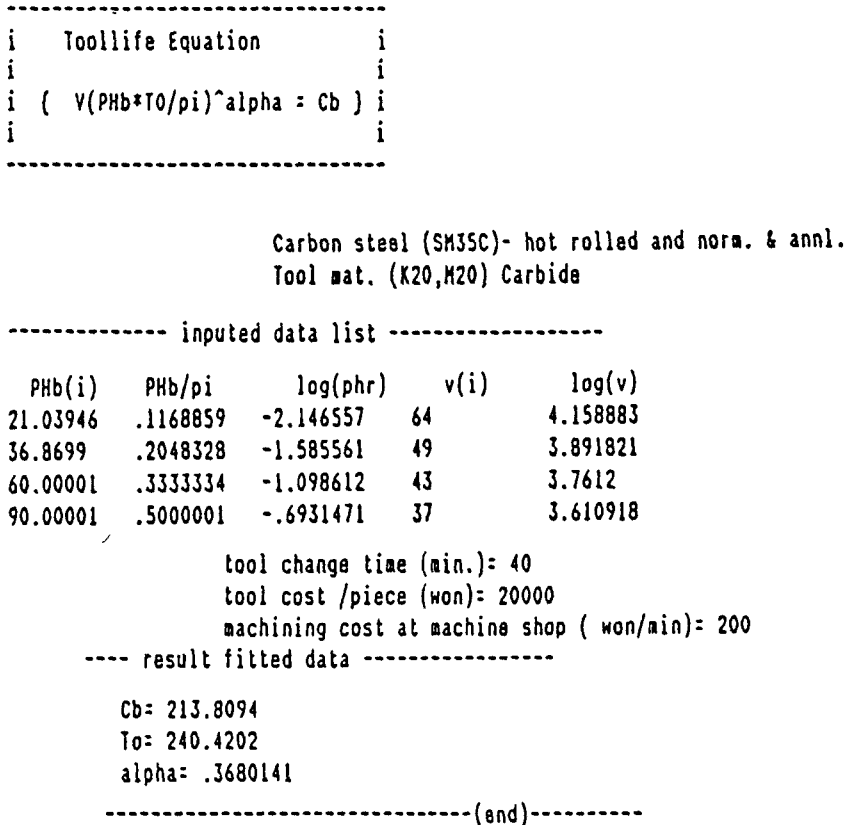 --------------------------------
i Toollife Equation i
i i
i ( V(PHb*TO/pi)^alpha = Cb ) i
i i
--------------------------------
Carbon steel (SM35C)- hot rolled and norm. & annl.
Tool mat. (K20,M20) Carbide
-------------- inputed data list -------------------
PHb(i) PHb/pi log(phr) v(i) log(v)
21.03946 .1168859 -2.146557 64 4.158883
36.8699 .2048328 -1.585561 49 3.891821
60.00001 .3333334 -1.098612 43 3.7612
90.00001 .5000001 -.6931471 37 3.610918
tool change time (min.)= 40
tool cost /piece (won)= 20000
machining cost at machine shop ( won/min)= 200
---- result fitted data -----------------
Cb= 213.8094
To= 240.4202
alpha= .3680141
--------------------------------(end)----------